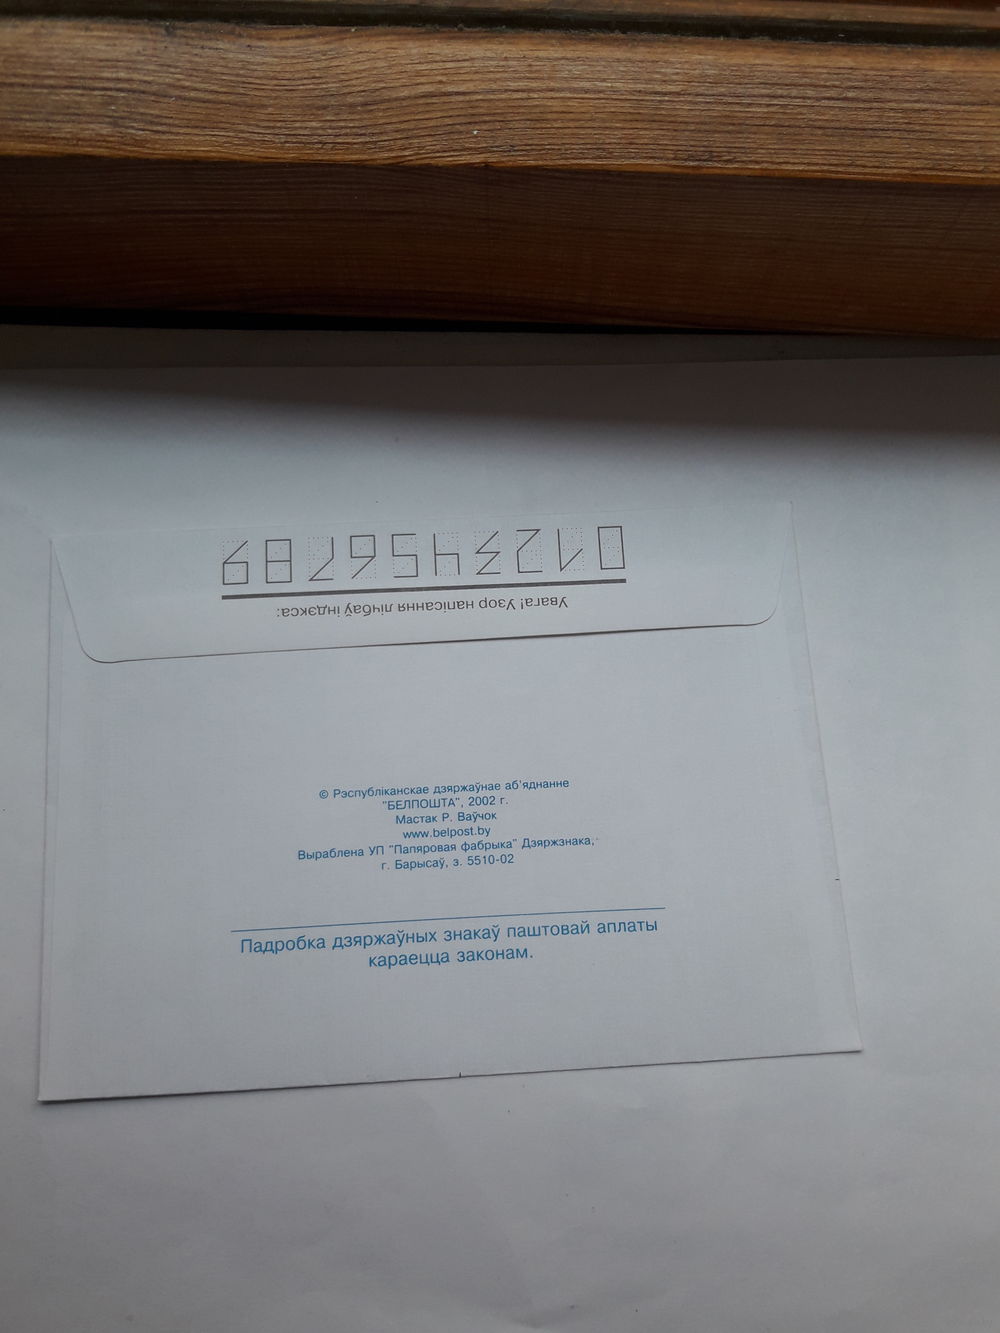 Увага! Узор напісання лічбаў індэкса:
0123456789
© Рэспубліканскае дзяржаўнае аб'яднанне
"БЕЛПОШТА", 2002 г.
Мастак Р. Ваўчок
www.belpost.by
Выраблена УП "Папяровая фабрыка" Дзяржзнака,
г. Барысаў, з. 5510-02
Падробка дзяржаўных знакаў паштовай аплаты
караецца законам.